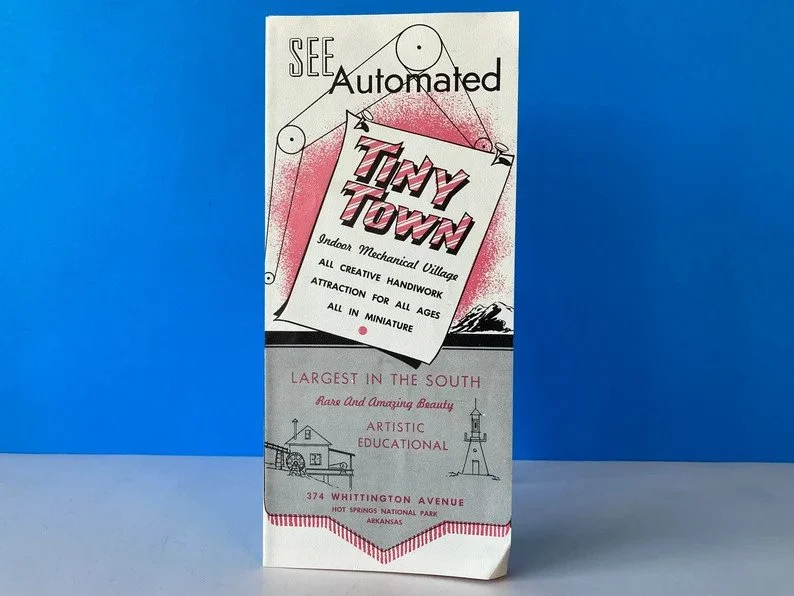 SEE
Automated
TINY
TOWN
Indoor Mechanical Village
ALL CREATIVE HANDIWORK
ATTRACTION FOR ALL AGES
ALL IN MINIATURE
LARGEST IN THE SOUTH
Rare And Amazing Beauty
ARTISTIC
EDUCATIONAL
374 WHITTINGTON AVENUE
HOT SPRINGS NATIONAL PARK
ARKANSAS